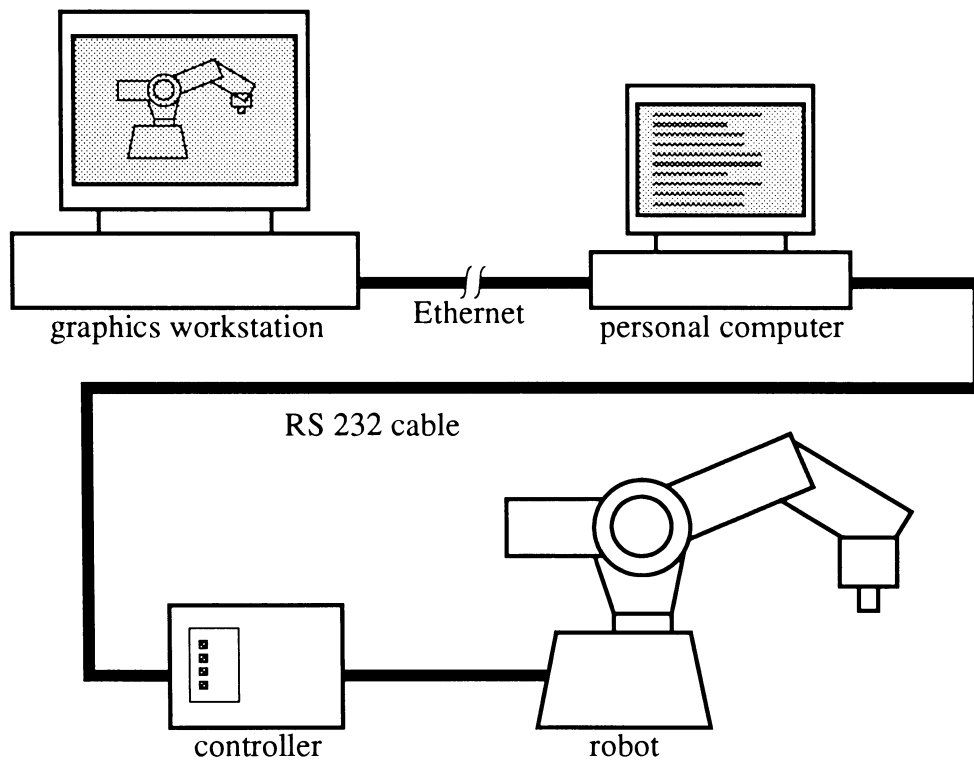 graphics workstation
Ethernet
personal computer
RS 232 cable
controller
robot